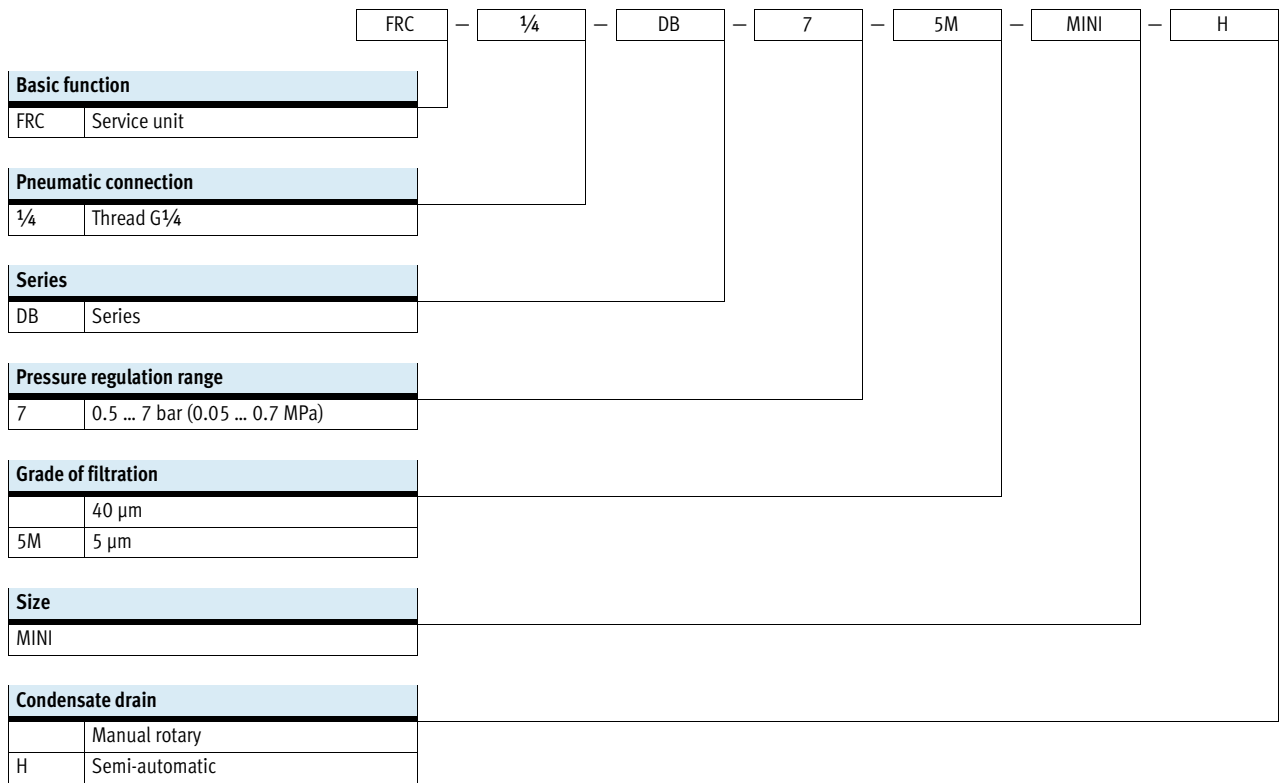 FRC – ¼ – DB – 7 – 5M – MINI – H
Basic function
FRC Service unit
Pneumatic connection
¼ Thread G¼
Series
DB Series
Pressure regulation range
7 0.5 ... 7 bar (0.05 ... 0.7 MPa)
Grade of filtration
40 µm
5M 5 µm
Size
MINI
Condensate drain
Manual rotary
H Semi-automatic